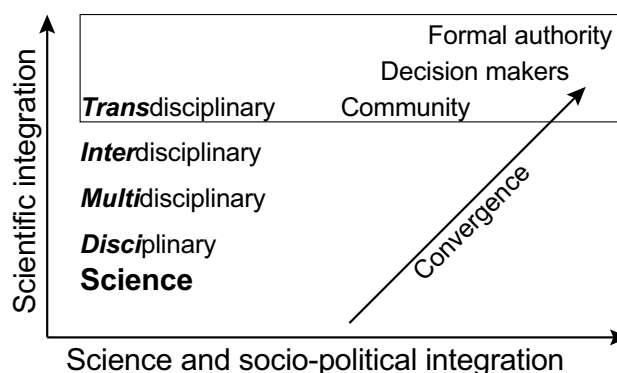 Formal authority
Decision makers
Transdisciplinary Community
Interdisciplinary
Multidisciplinary
Disciplinary
Science
Convergence
Scientific integration
Science and socio-political integration